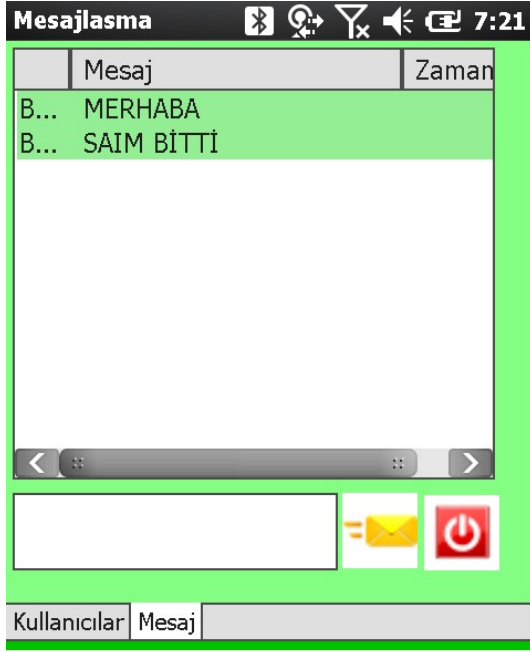 Mesajlasma 7:21
Mesaj Zaman
B... MERHABA
B... SAIM BİTTİ
Kullanıcılar Mesaj